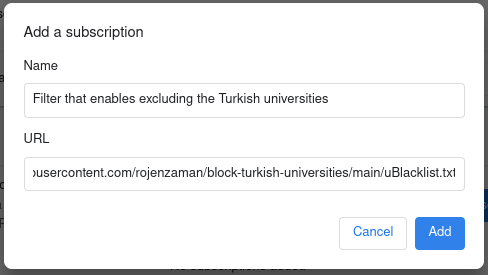 Add a subscription
Name
Filter that enables excluding the Turkish universities
URL
usercontent.com/rojenzaman/block-turkish-universities/main/uBlacklist.txt
Cancel
Add